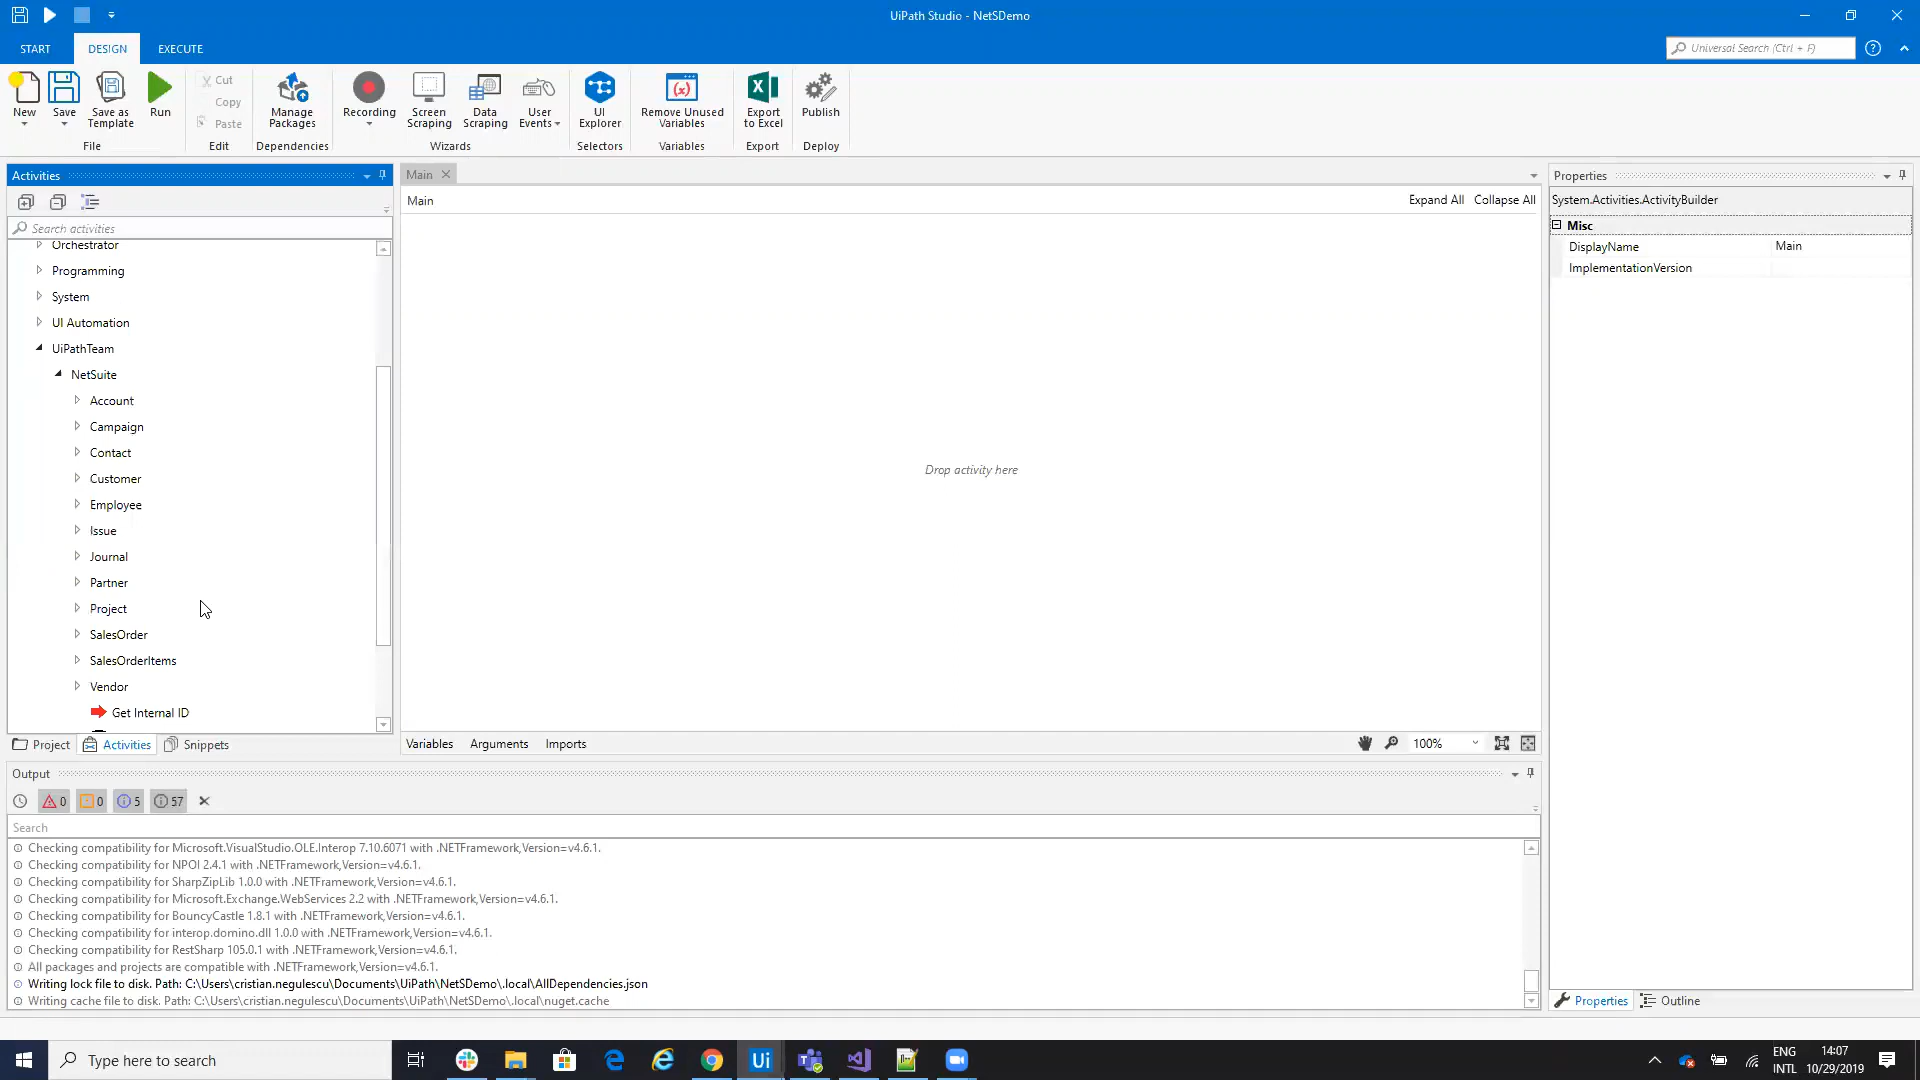 UiPath Studio - NetSDemo
START
DESIGN
EXECUTE
Universal Search (Ctrl + F)
New
Save
Save as Template
Run
Cut
Copy
Paste
Manage Packages
Recording
Screen Scraping
Data Scraping
User Events
UI Explorer
Remove Unused Variables
Export to Excel
Publish
File
Edit
Dependencies
Wizards
Selectors
Variables
Export
Deploy
Activities
Search activities
Orchestrator
Programming
System
UI Automation
UiPathTeam
NetSuite
Account
Campaign
Contact
Customer
Employee
Issue
Journal
Partner
Project
SalesOrder
SalesOrderItems
Vendor
Get Internal ID
Project
Activities
Snippets
Main
Main
Expand All
Collapse All
Drop activity here
Variables
Arguments
Imports
100%
Properties
System.Activities.ActivityBuilder
Misc
DisplayName
Main
ImplementationVersion
Output
0
0
5
57
Search
Checking compatibility for Microsoft.VisualStudio.OLE.Interop 7.10.6071 with .NETFramework,Version=v4.6.1.
Checking compatibility for NPOI 2.4.1 with .NETFramework,Version=v4.6.1.
Checking compatibility for SharpZipLib 1.0.0 with .NETFramework,Version=v4.6.1.
Checking compatibility for Microsoft.Exchange.WebServices 2.2 with .NETFramework,Version=v4.6.1.
Checking compatibility for BouncyCastle 1.8.1 with .NETFramework,Version=v4.6.1.
Checking compatibility for interop.domino.dll 1.0.0 with .NETFramework,Version=v4.6.1.
Checking compatibility for RestSharp 105.0.1 with .NETFramework,Version=v4.6.1.
All packages and projects are compatible with .NETFramework,Version=v4.6.1.
Writing lock file to disk. Path: C:\Users\cristian.negulescu\Documents\UiPath\NetSDemo\.local\AllDependencies.json
Writing cache file to disk. Path: C:\Users\cristian.negulescu\Documents\UiPath\NetSDemo\.local\nuget.cache
Properties
Outline
Type here to search
Ui
ENG
INTL
14:07
10/29/2019